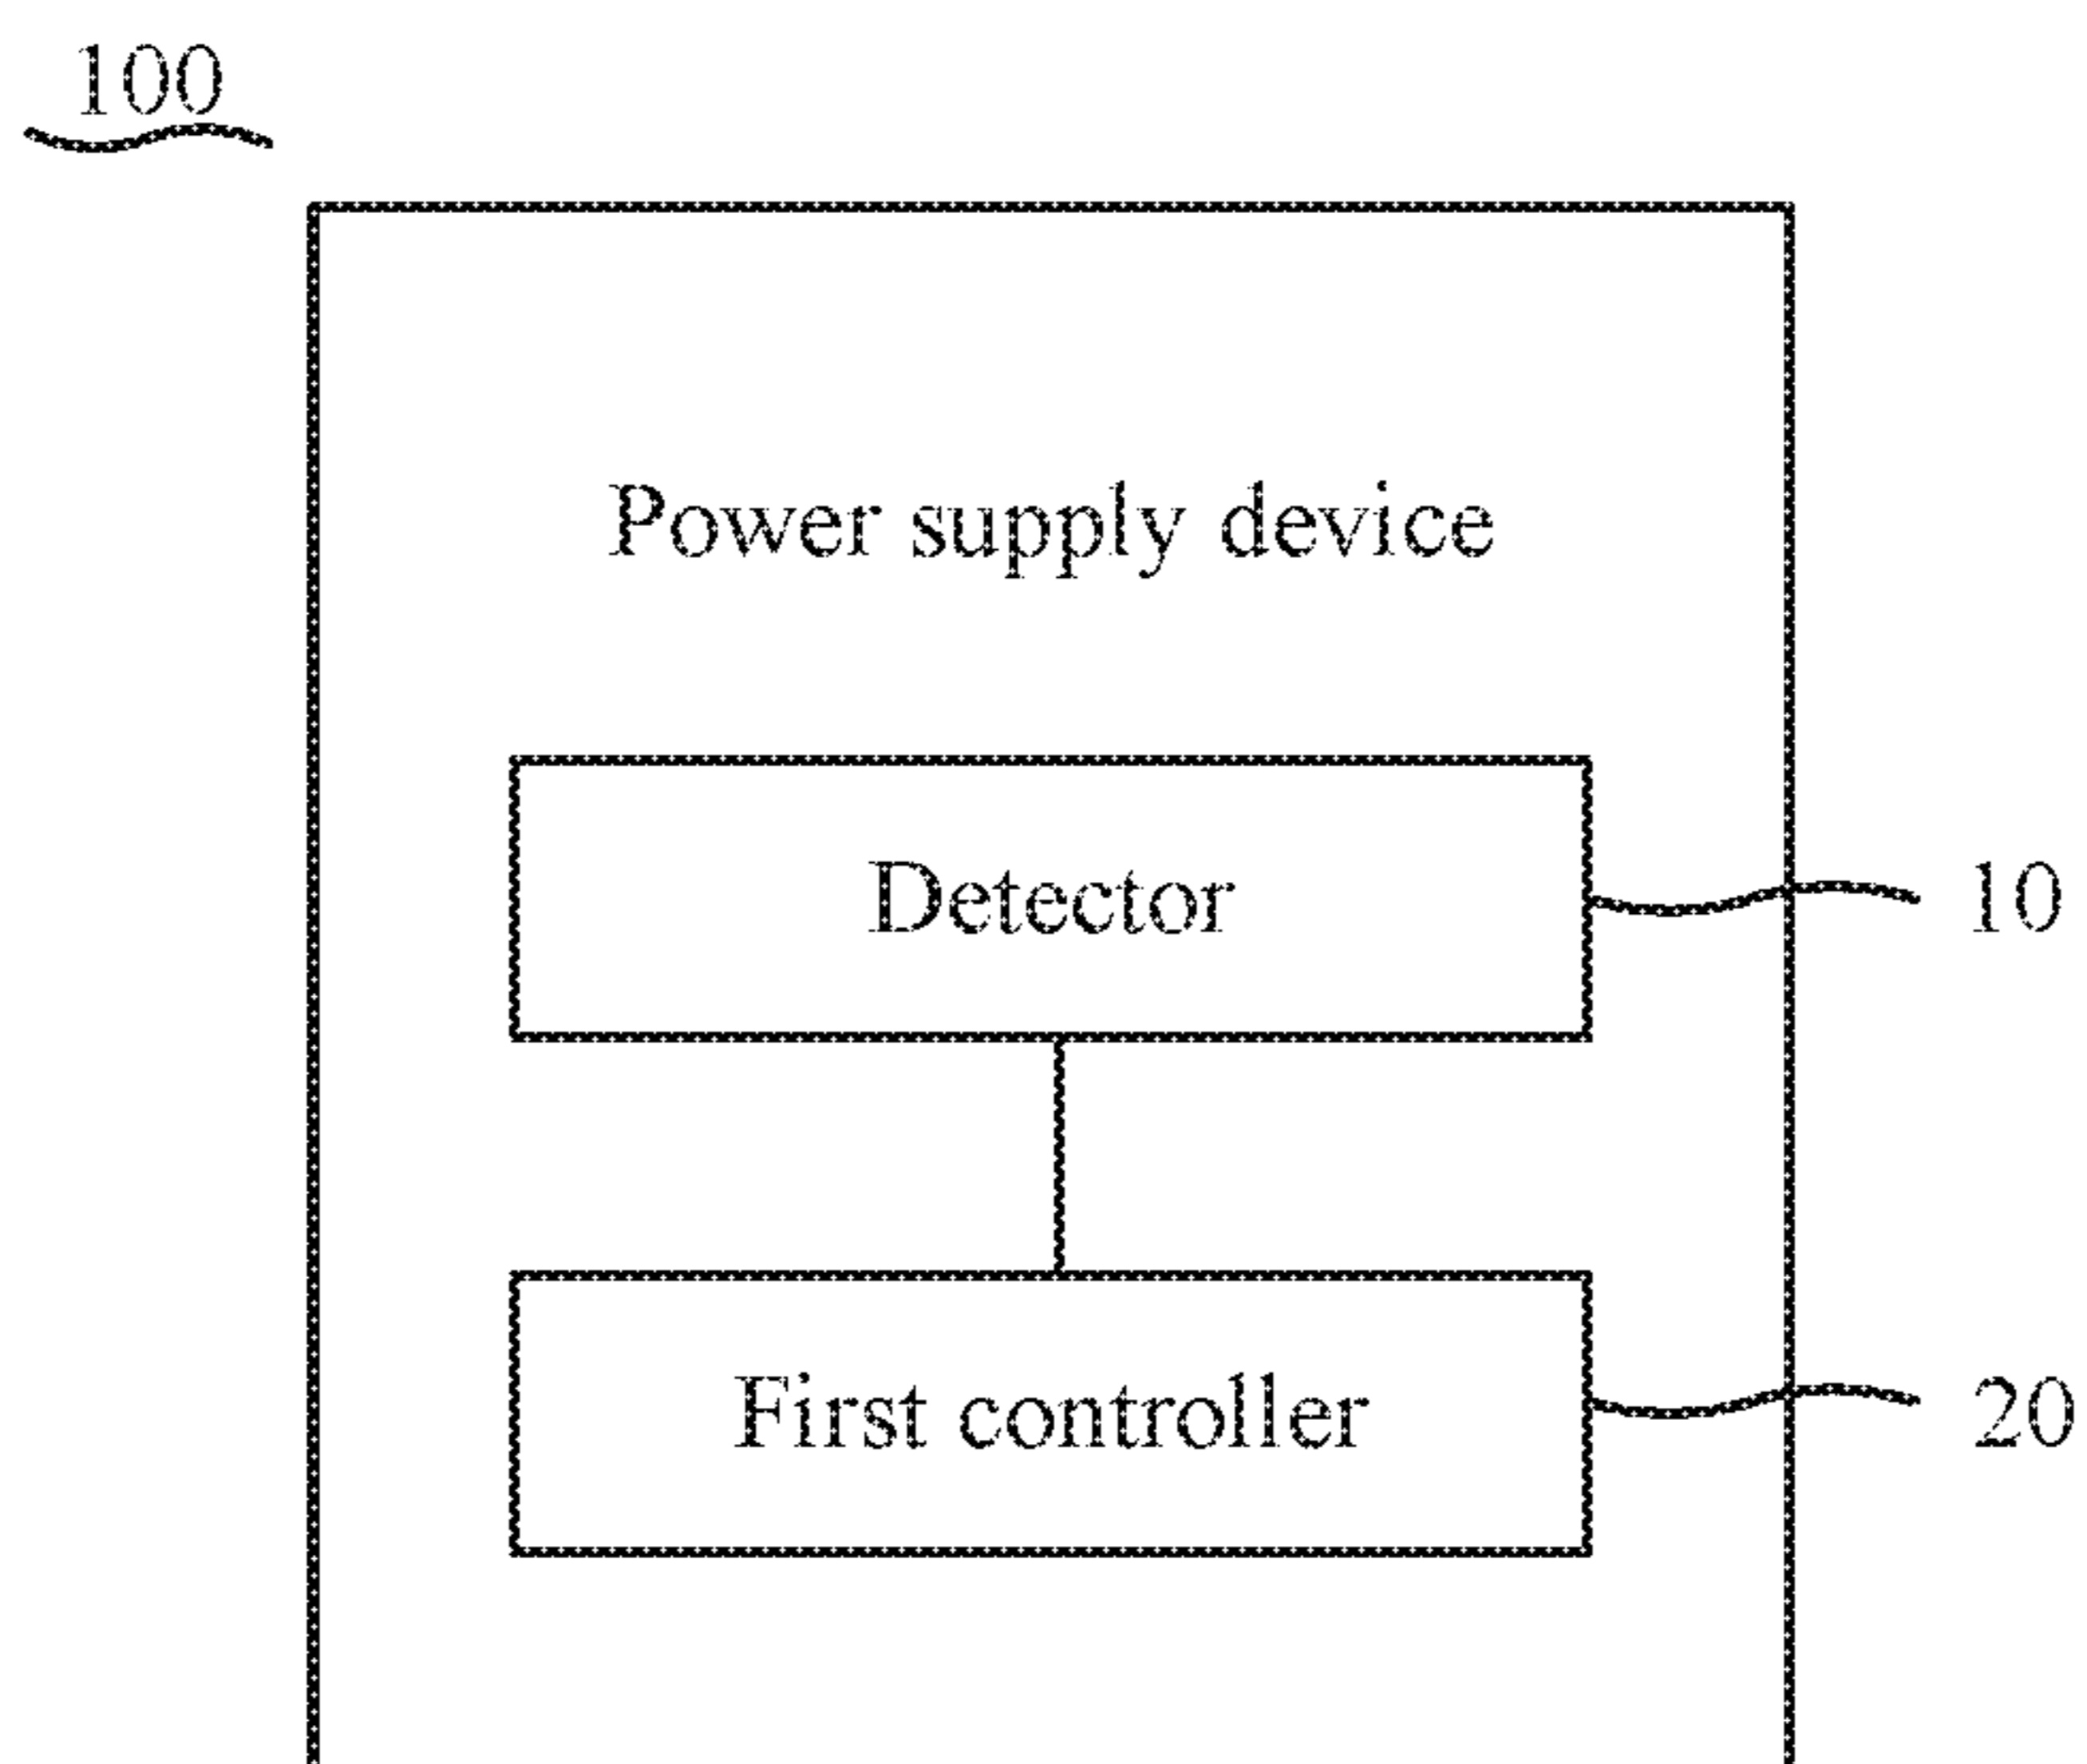 100
Power supply device
Detector
10
First controller
20